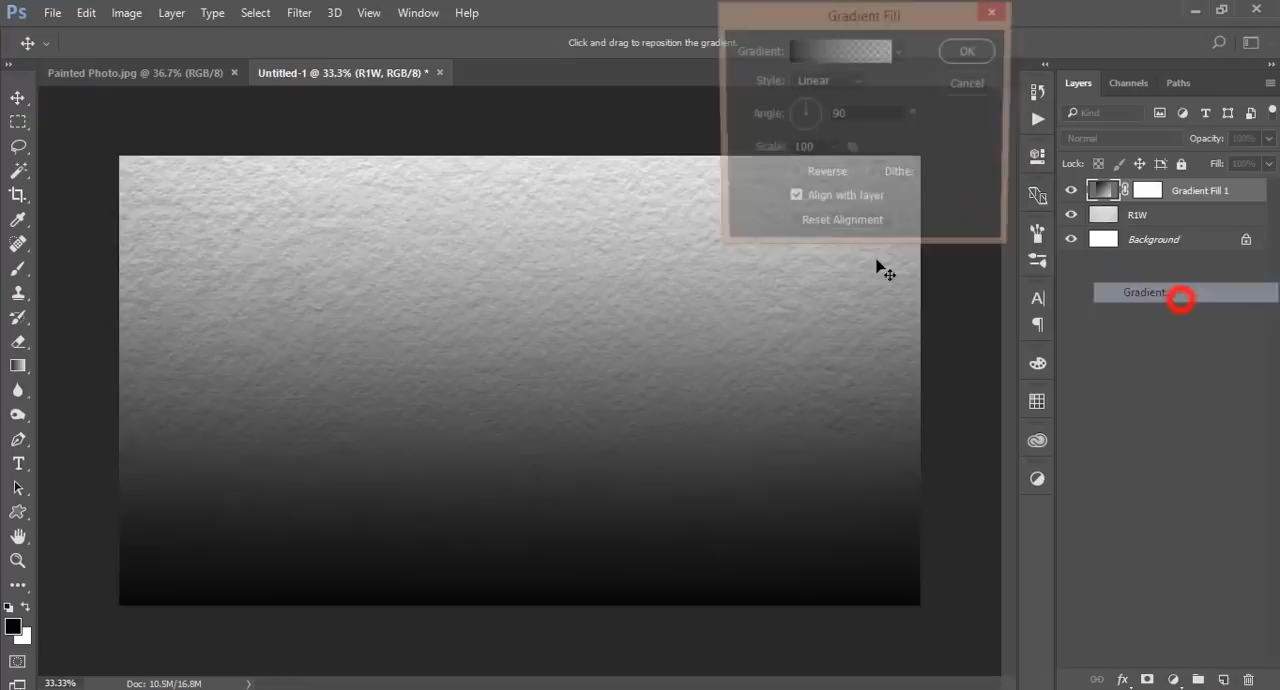 Ps File Edit Image Layer Type Select Filter 3D View Window Help
Gradient Fill
Click and drag to reposition the gradient.
Gradient: OK
Style: Linear Cancel
Angle: 90 °
Scale: 100 %
Reverse Dither
Align with layer
Reset Alignment
Painted Photo.jpg @ 36.7% (RGB/8) × Untitled-1 @ 33.3% (R1W, RGB/8) * ×
Layers Channels Paths
Kind
Normal Opacity: 100%
Lock: Fill: 100%
Gradient Fill 1
R1W
Background
Gradient...
33.33% Doc: 10.5M/16.8M
fx